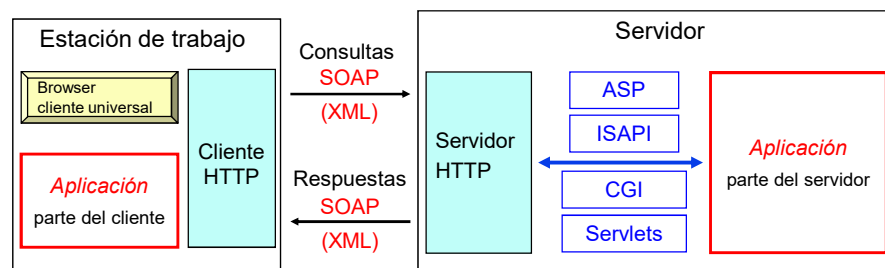 Estación de trabajo
Browser
cliente universal
Aplicación
parte del cliente
Cliente
HTTP
Consultas
SOAP
(XML)
Respuestas
SOAP
(XML)
Servidor
Servidor
HTTP
ASP
ISAPI
CGI
Servlets
Aplicación
parte del servidor